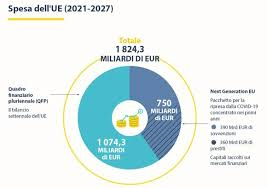 Spesa dell'UE (2021-2027)
Totale
1 824,3
MILIARDI DI EUR
Quadro
finanziario
pluriennale (QFP)
Il bilancio
settennale dell'UE
750
MILIARDI
DI EUR
1 074,3
MILIARDI
DI EUR
Next Generation EU
Pacchetto per la
ripresa dalla COVID-19
concentrato nei primi
anni
390 Mrd EUR di
sovvenzioni
360 Mrd EUR di
prestiti
Capitali raccolti sui
mercati finanziari